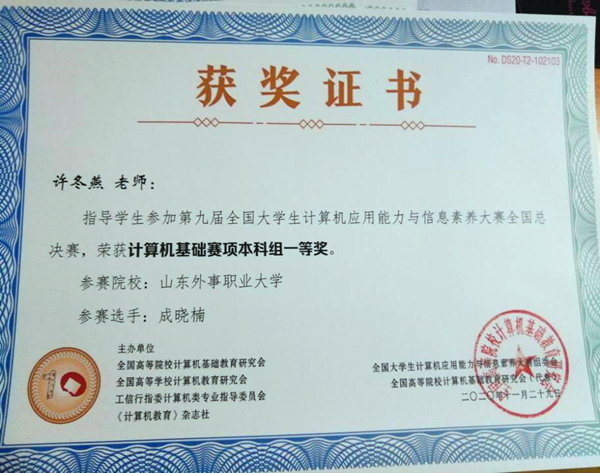 No. DS20-T2-102103
获奖证书
许冬燕 老师：
指导学生参加第九届全国大学生计算机应用能力与信息素养大赛全国总
决赛，荣获计算机基础赛项本科组一等奖。
参赛院校：山东外事职业大学
参赛选手：成晓楠
主办单位
全国高等院校计算机基础教育研究会
全国高等学校计算机教育研究会
工信行指委计算机类专业指导委员会
《计算机教育》杂志社
全国大学生计算机应用能力与信息素养大赛组委会
全国高等院校计算机基础教育研究会（代章）
二〇二〇年十一月二十九日